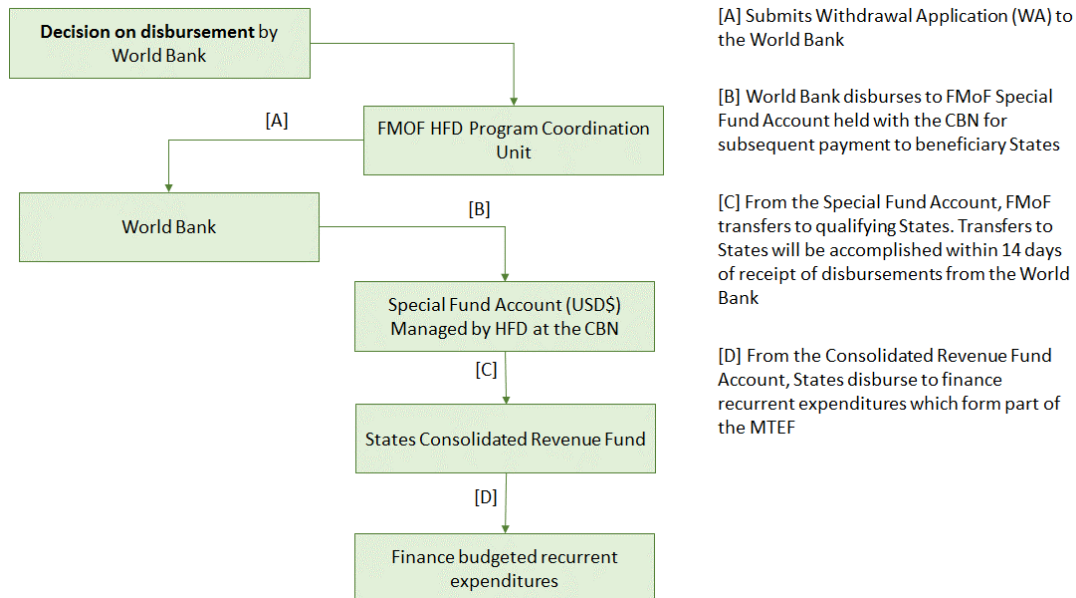 Decision on disbursement by
World Bank
[A]
FMOF HFD Program Coordination
Unit
World Bank
[B]
Special Fund Account (USD$)
Managed by HFD at the CBN
[C]
States Consolidated Revenue Fund
[D]
Finance budgeted recurrent
expenditures
[A] Submits Withdrawal Application (WA) to
the World Bank
[B] World Bank disburses to FMoF Special
Fund Account held with the CBN for
subsequent payment to beneficiary States
[C] From the Special Fund Account, FMoF
transfers to qualifying States. Transfers to
States will be accomplished within 14 days
of receipt of disbursements from the World
Bank
[D] From the Consolidated Revenue Fund
Account, States disburse to finance
recurrent expenditures which form part of
the MTEF